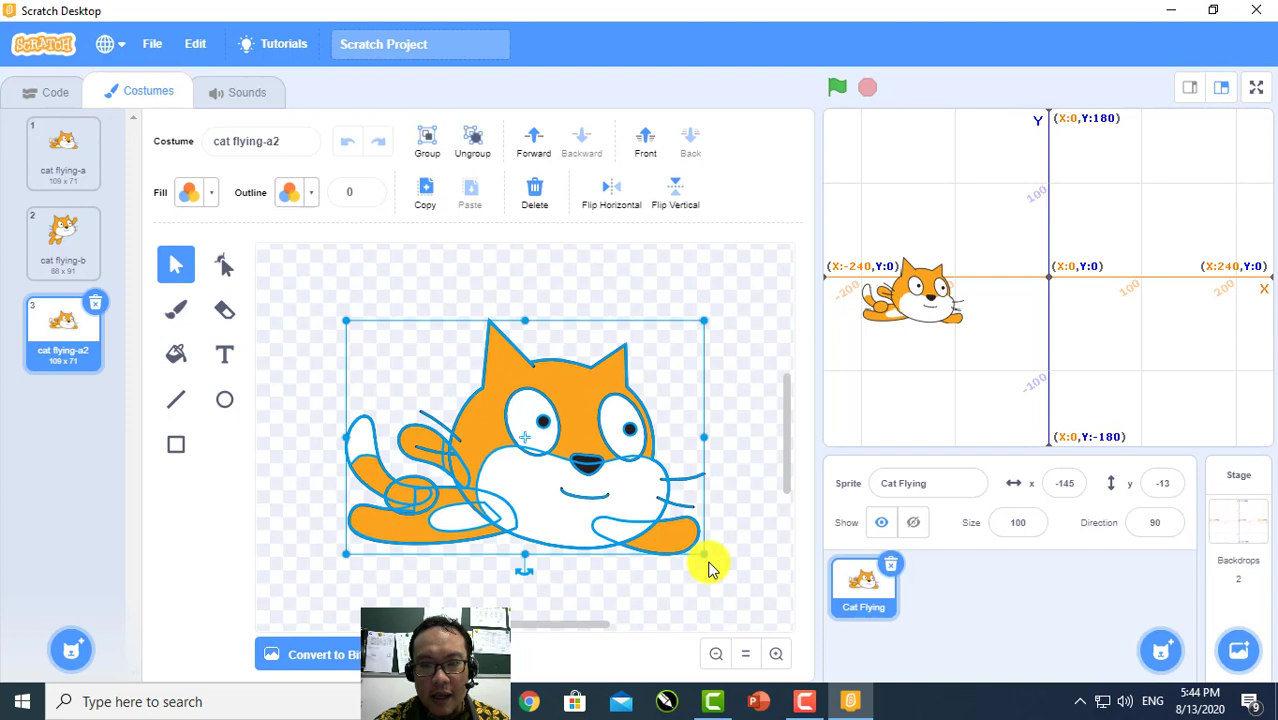 Scratch Desktop
SCRATCH File Edit Tutorials Scratch Project
Code Costumes Sounds
1
cat flying-a
109 x 71
2
cat flying-b
88 x 91
3
cat flying-a2
109 x 71
Costume cat flying-a2 Group Ungroup Forward Backward Front Back
Fill Outline 0 Copy Paste Delete Flip Horizontal Flip Vertical
T
Convert to Bit
Y (X:0,Y:180)
100
(X:-240,Y:0) (X:0,Y:0) (X:240,Y:0)
-200 100 200 X
-100
(X:0,Y:-180)
Sprite Cat Flying x -145 y -13
Show Size 100 Direction 90
Cat Flying
Stage
Backdrops
2
Type here to search
ENG
5:44 PM
8/13/2020
9